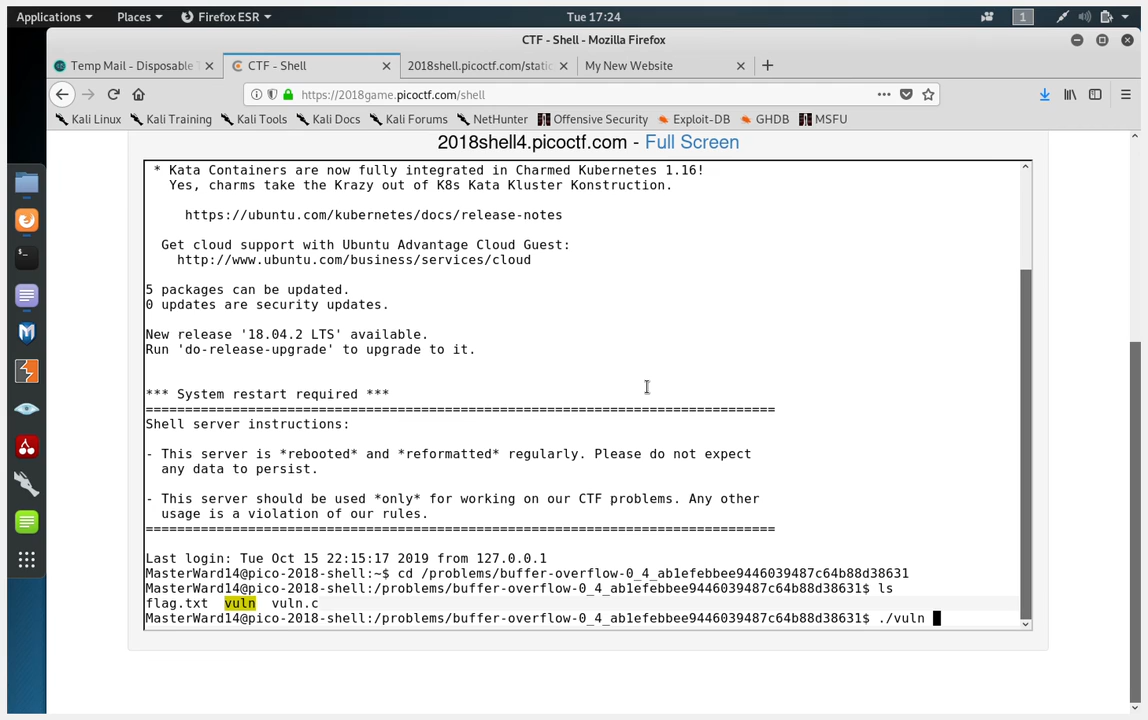 Applications Places Firefox ESR Tue 17:24 1
CTF - Shell - Mozilla Firefox
Temp Mail - Disposable CTF - Shell 2018shell.picoctf.com/stati My New Website
https://2018game.picoctf.com/shell
Kali Linux Kali Training Kali Tools Kali Docs Kali Forums NetHunter Offensive Security Exploit-DB GHDB MSFU
2018shell4.picoctf.com - Full Screen
* Kata Containers are now fully integrated in Charmed Kubernetes 1.16!
Yes, charms take the Krazy out of K8s Kata Kluster Konstruction.
https://ubuntu.com/kubernetes/docs/release-notes
Get cloud support with Ubuntu Advantage Cloud Guest:
http://www.ubuntu.com/business/services/cloud
5 packages can be updated.
0 updates are security updates.
New release '18.04.2 LTS' available.
Run 'do-release-upgrade' to upgrade to it.
*** System restart required ***
================================================================================
Shell server instructions:
- This server is *rebooted* and *reformatted* regularly. Please do not expect
any data to persist.
- This server should be used *only* for working on our CTF problems. Any other
usage is a violation of our rules.
================================================================================
Last login: Tue Oct 15 22:15:17 2019 from 127.0.0.1
MasterWard14@pico-2018-shell:~$ cd /problems/buffer-overflow-0_4_ab1efebbee9446039487c64b88d38631
MasterWard14@pico-2018-shell:/problems/buffer-overflow-0_4_ab1efebbee9446039487c64b88d38631$ ls
flag.txt vuln vuln.c
MasterWard14@pico-2018-shell:/problems/buffer-overflow-0_4_ab1efebbee9446039487c64b88d38631$ ./vuln